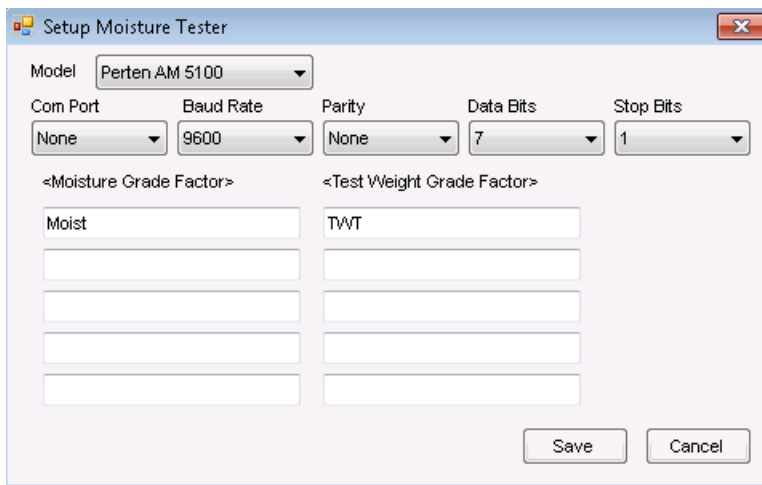 Setup Moisture Tester
Model Perten AM 5100
Com Port Baud Rate Parity Data Bits Stop Bits
None 9600 None 7 1
<Moisture Grade Factor> <Test Weight Grade Factor>
Moist TWT
Save Cancel